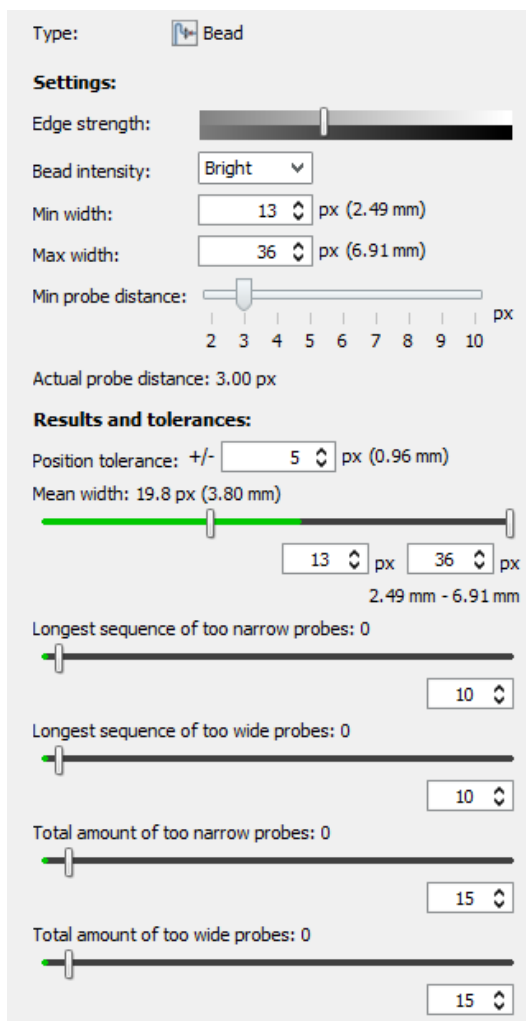 Type: Bead
Settings:
Edge strength:
Bead intensity: Bright
Min width: 13 px (2.49 mm)
Max width: 36 px (6.91 mm)
Min probe distance: px
2 3 4 5 6 7 8 9 10
Actual probe distance: 3.00 px
Results and tolerances:
Position tolerance: +/- 5 px (0.96 mm)
Mean width: 19.8 px (3.80 mm)
13 px 36 px
2.49 mm - 6.91 mm
Longest sequence of too narrow probes: 0
10
Longest sequence of too wide probes: 0
10
Total amount of too narrow probes: 0
15
Total amount of too wide probes: 0
15